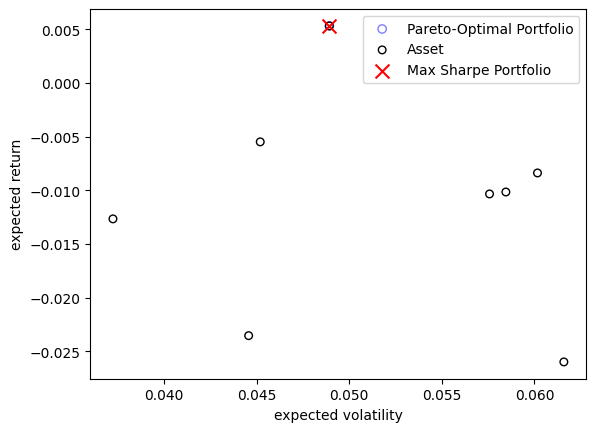 Pareto-Optimal Portfolio
Asset
Max Sharpe Portfolio
0.005
0.000
−0.005
−0.010
−0.015
−0.020
−0.025
expected return
0.040 0.045 0.050 0.055 0.060
expected volatility